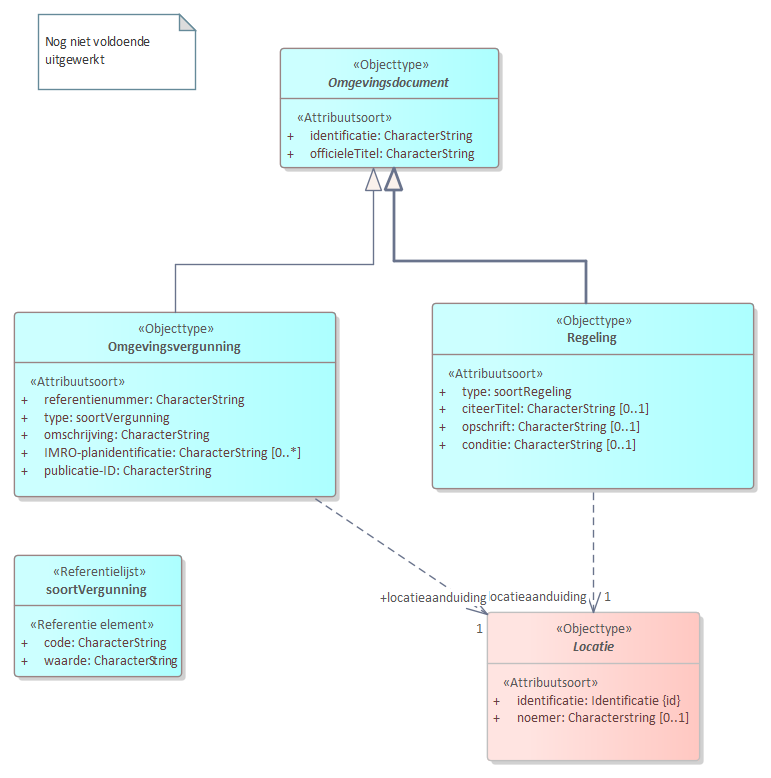 Nog niet voldoende
uitgewerkt
«Objecttype»
Omgevingsdocument
«Attribuutsoort»
+ identificatie: CharacterString
+ officieleTitel: CharacterString
«Objecttype»
Omgevingsvergunning
«Attribuutsoort»
+ referentienummer: CharacterString
+ type: soortVergunning
+ omschrijving: CharacterString
+ IMRO-planidentificatie: CharacterString [0..*]
+ publicatie-ID: CharacterString
«Objecttype»
Regeling
«Attribuutsoort»
+ type: soortRegeling
+ citeerTitel: CharacterString [0..1]
+ opschrift: CharacterString [0..1]
+ conditie: CharacterString [0..1]
«Referentielijst»
soortVergunning
«Referentie element»
+ code: CharacterString
+ waarde: CharacterString
+locatieaanduiding
1
locatieaanduiding
1
«Objecttype»
Locatie
«Attribuutsoort»
+ identificatie: Identificatie {id}
+ noemer: Characterstring [0..1]